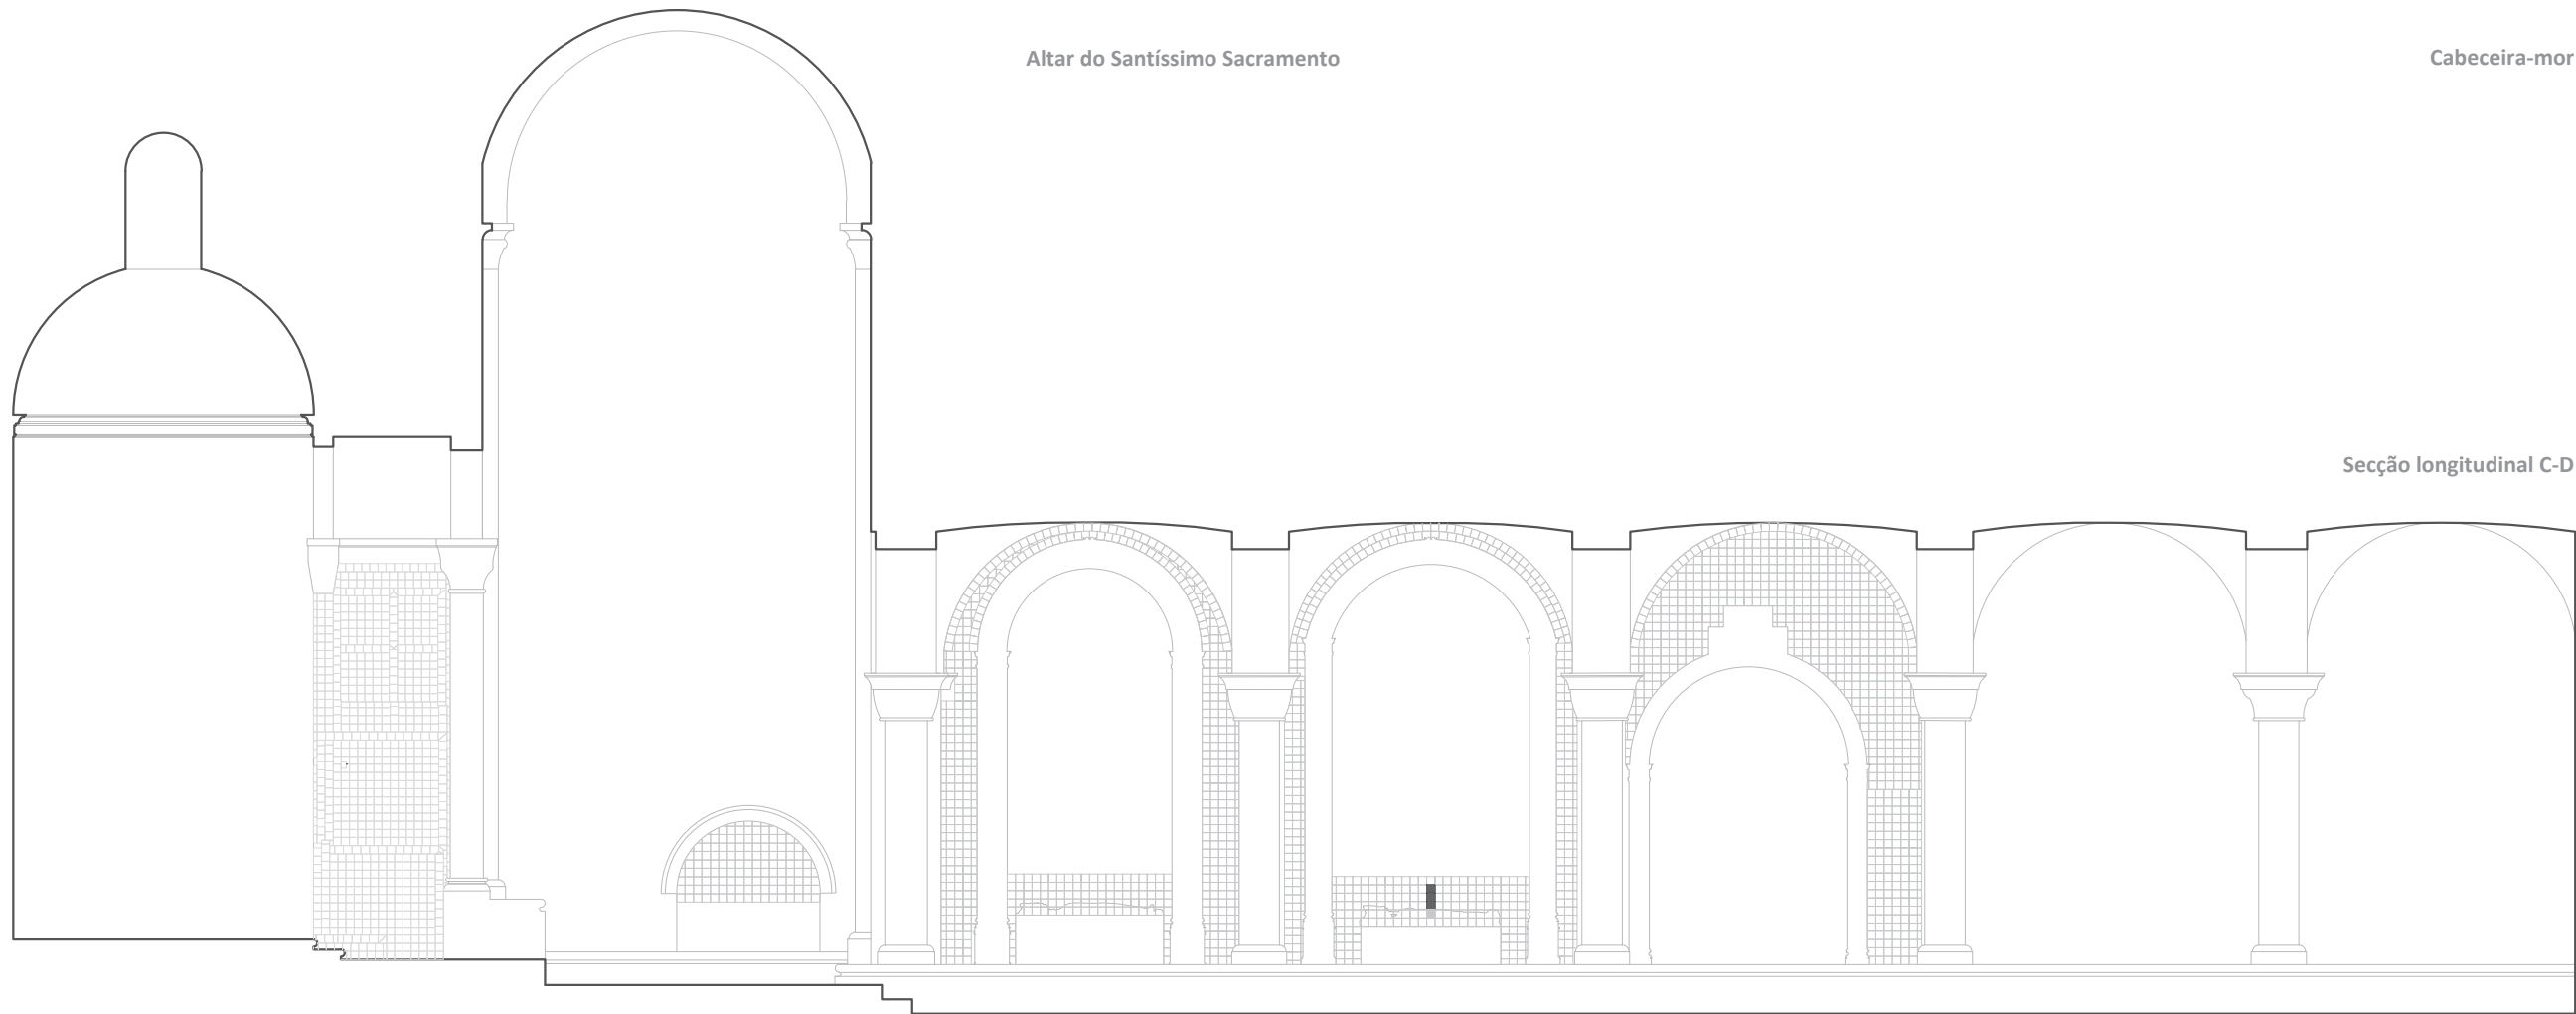 Altar do Santíssimo Sacramento
Cabeceira-mor
Secção longitudinal C-D